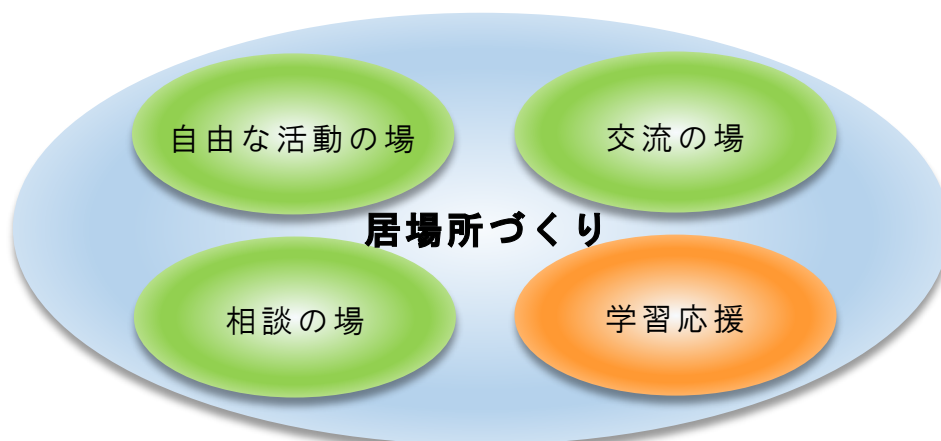 自由な活動の場
交流の場
居場所づくり
相談の場
学習応援